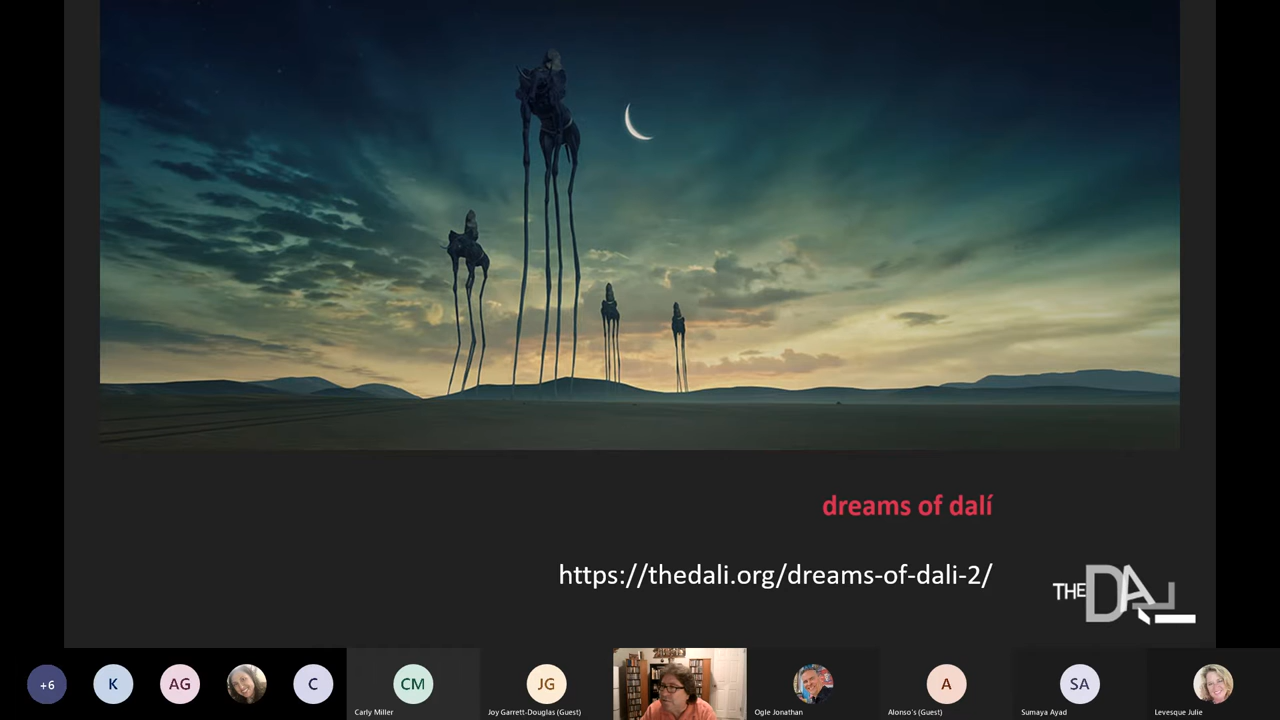 dreams of dalí
https://thedali.org/dreams-of-dali-2/
THE DALÍ
+6
K
AG
C
CM
JG
A
SA
Carly Miller
Joy Garrett-Douglas (Guest)
Ogle Jonathan
Alonso's (Guest)
Sumaya Ayad
Levesque Julie